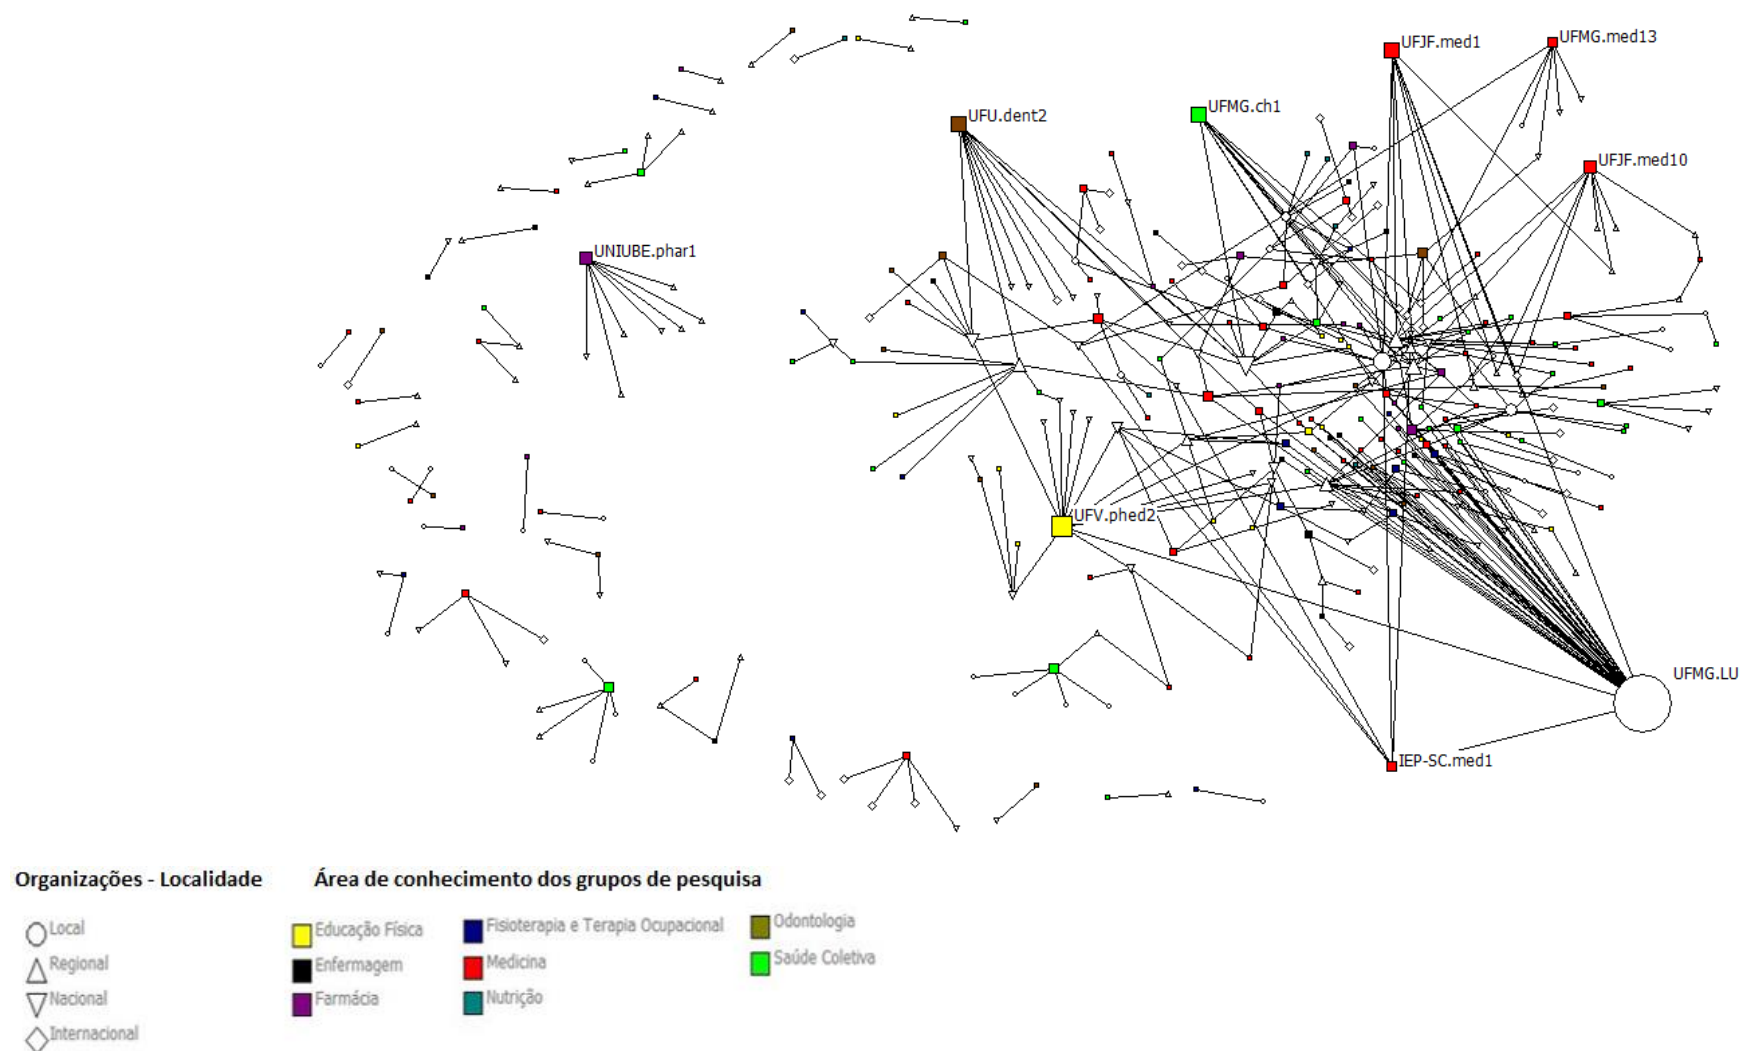 UFJF.med1
UFMG.med13
UFU.dent2
UFMG.ch1
UFJF.med10
UNIUBE.phar1
UFV.phed2
UFMG.LU
IEP-SC.med1
Organizações - Localidade
Área de conhecimento dos grupos de pesquisa
Local
Regional
Nacional
Internacional
Educação Física
Enfermagem
Farmácia
Fisioterapia e Terapia Ocupacional
Medicina
Nutrição
Odontologia
Saúde Coletiva